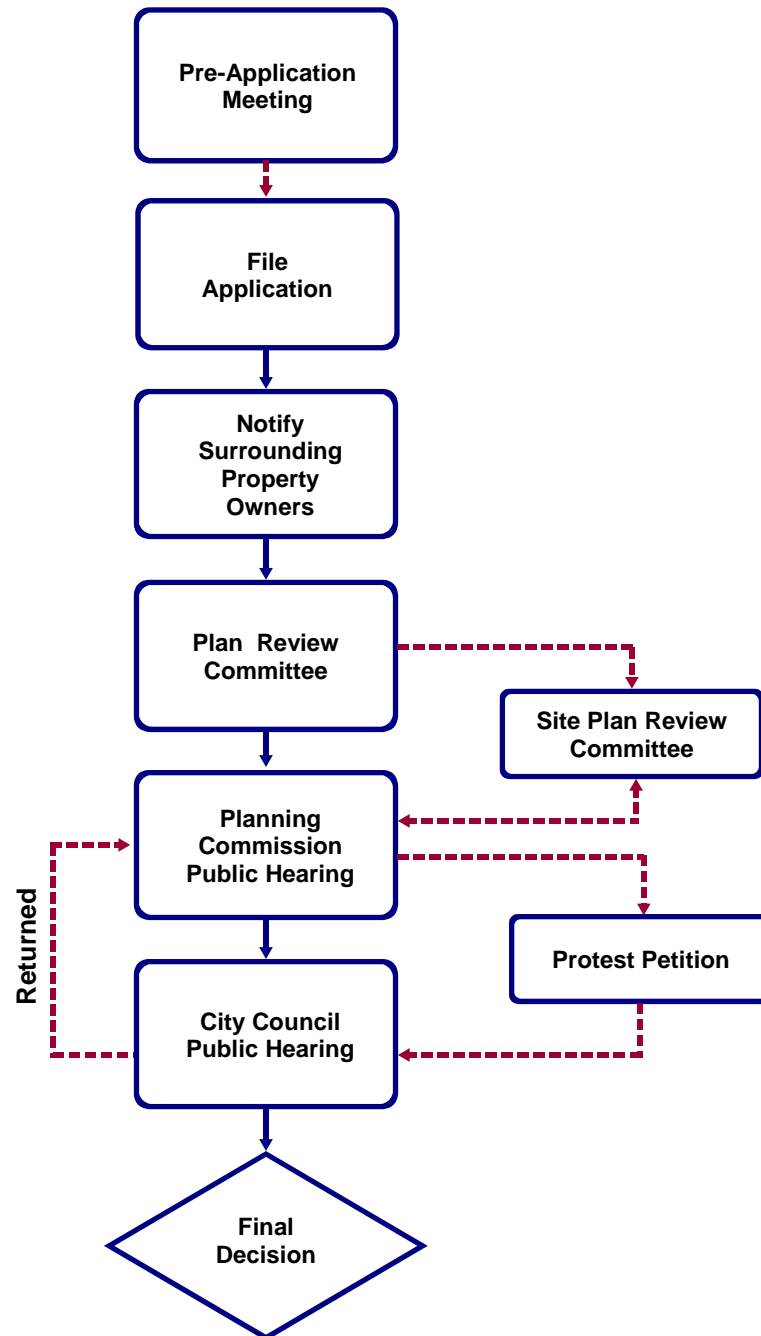 Pre-Application
Meeting
File
Application
Notify
Surrounding
Property
Owners
Plan  Review
Committee
Site Plan Review
Committee
Planning
Commission
Public Hearing
Returned
Protest Petition
City Council
Public Hearing
Final
Decision